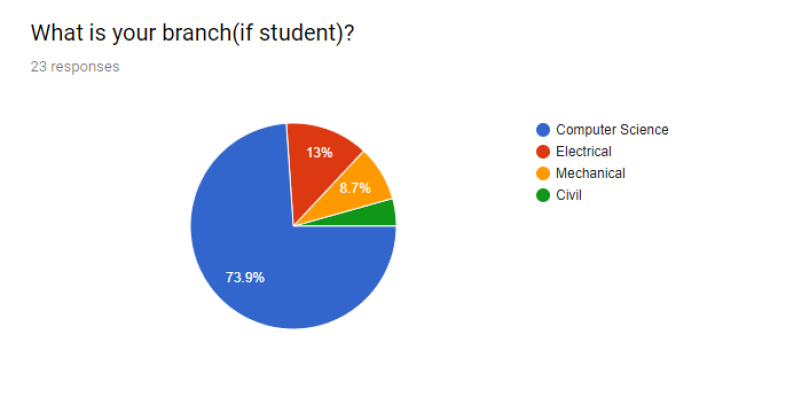 What is your branch(if student)?
23 responses
Computer Science
Electrical
Mechanical
Civil
13%
8.7%
73.9%